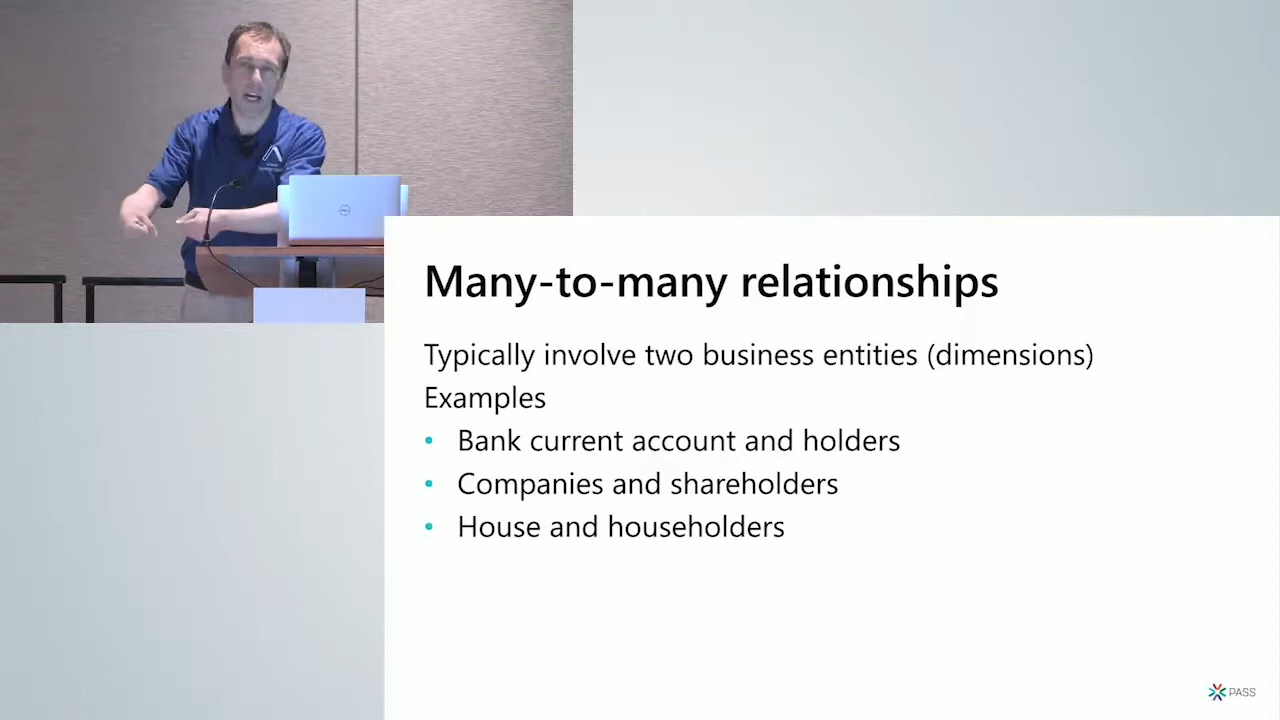 DELL
Many-to-many relationships
Typically involve two business entities (dimensions)
Examples
• Bank current account and holders
• Companies and shareholders
• House and householders
PASS